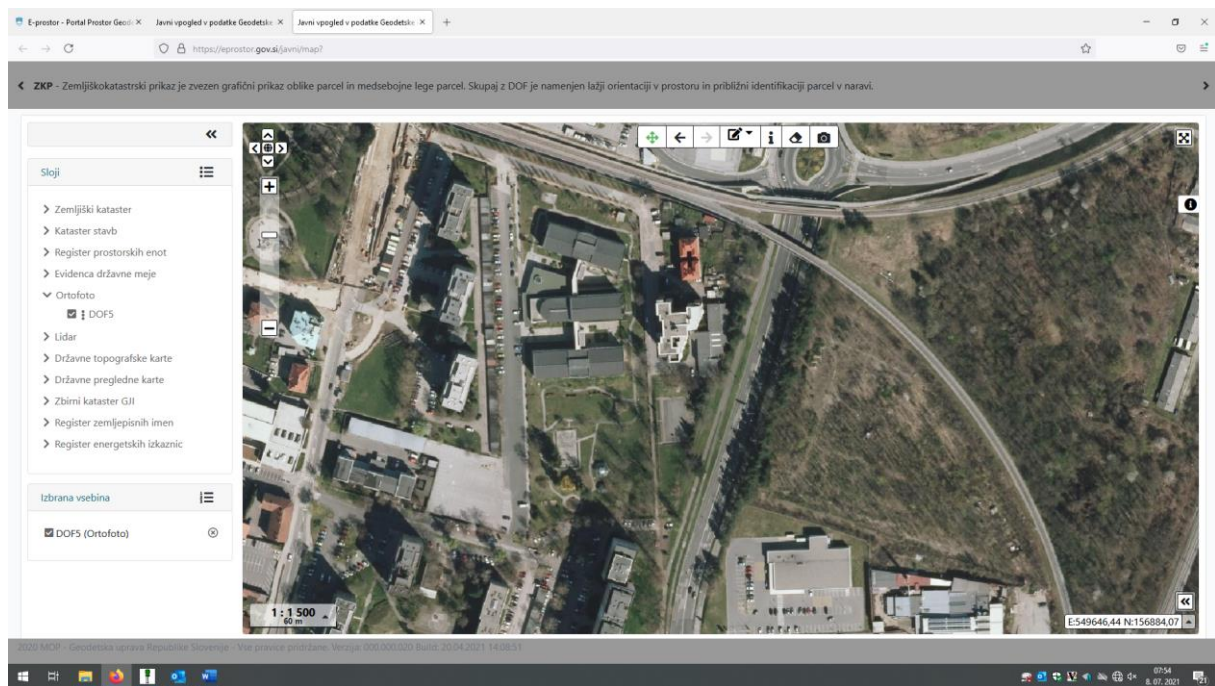 E-prostor - Portal Prostor Geod
Javni vpogled v podatke Geodetske
Javni vpogled v podatke Geodetske
https://eprostor.gov.si/javni/map?
ZKP - Zemljiškokatastrski prikaz je zvezen grafični prikaz oblike parcel in medsebojne lege parcel. Skupaj z DOF je namenjen lažji orientaciji v prostoru in približni identifikaciji parcel v naravi.
Sloji
Zemljiški kataster
Kataster stavb
Register prostorskih enot
Evidenca državne meje
Ortofoto
DOF5
Lidar
Državne topografske karte
Državne pregledne karte
Zbirni kataster GJI
Register zemljepisnih imen
Register energetskih izkaznic
Izbrana vsebina
DOF5 (Ortofoto)
1 : 1 500
60 m
E:549646,44 N:156884,07
2020 MOP - Geodetska uprava Republike Slovenije - Vse pravice pridržane. Verzija: 000.000.020 Build: 20.04.2021 14:08:51
07:54
8. 07. 2021
21